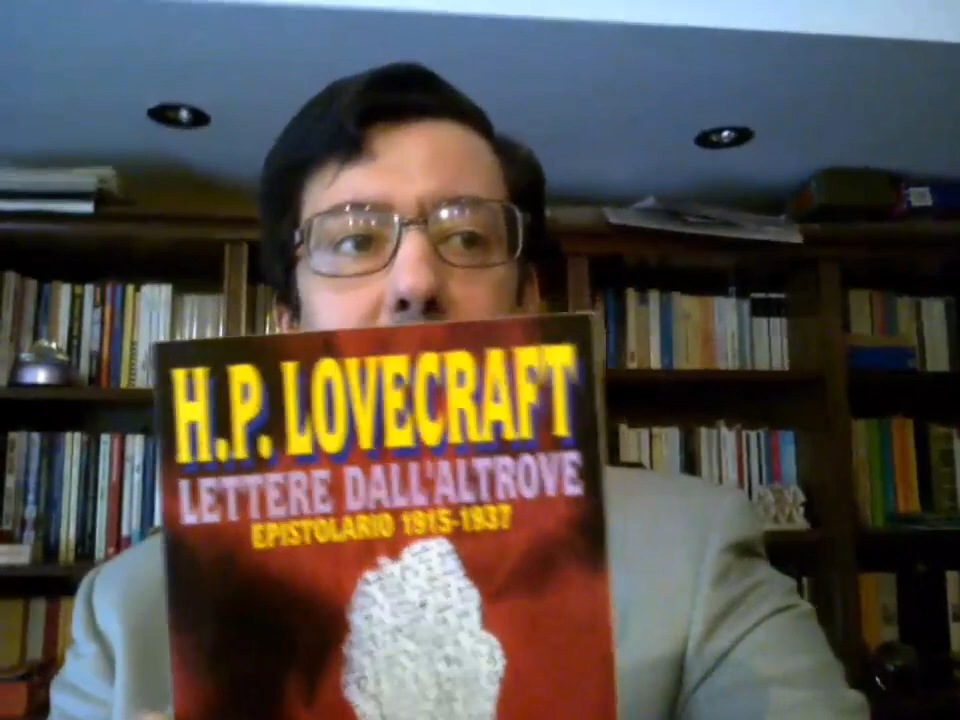 H.P. LOVECRAFT
LETTERE DALL'ALTROVE
EPISTOLARIO 1915-1937